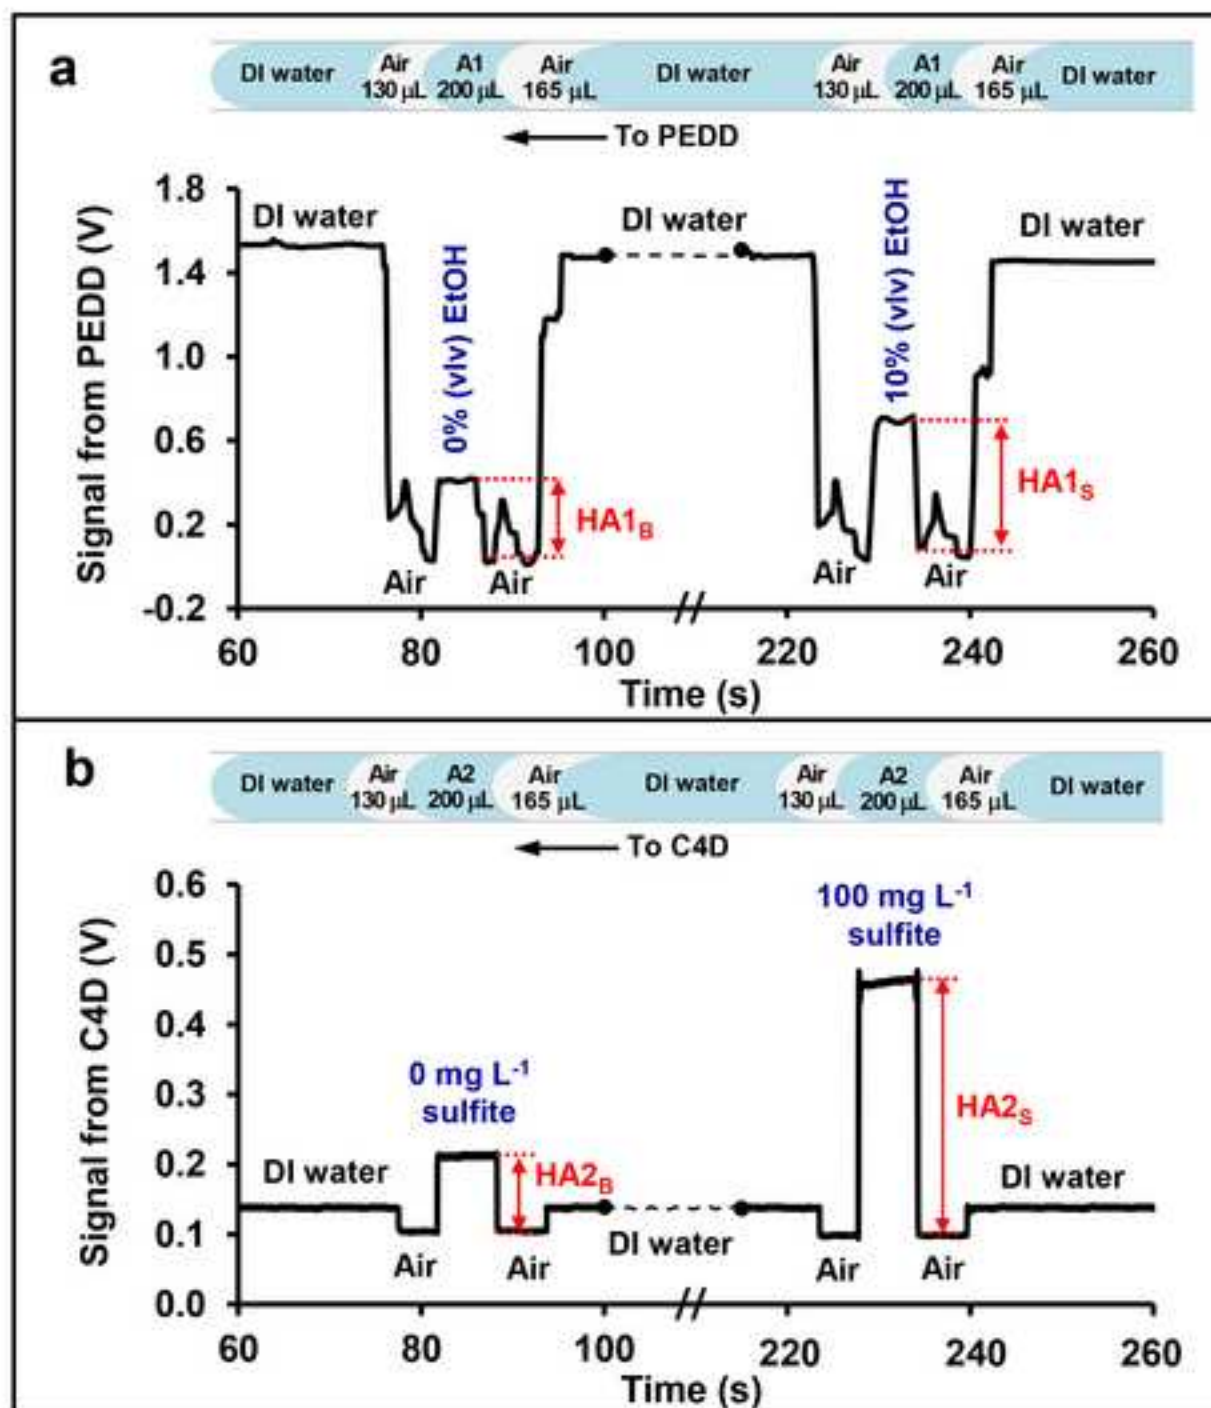 a
DI water
Air
130 µL
A1
200 µL
Air
165 µL
DI water
Air
130 µL
A1
200 µL
Air
165 µL
DI water
To PEDD
Signal from PEDD (V)
1.8
1.4
1.0
0.6
0.2
-0.2
DI water
0% (v/v) EtOH
HA1B
Air
Air
DI water
10% (v/v) EtOH
DI water
HA1S
Air
Air
60
80
100
220
240
260
Time (s)
b
DI water
Air
130 µL
A2
200 µL
Air
165 µL
DI water
Air
130 µL
A2
200 µL
Air
165 µL
DI water
To C4D
Signal from C4D (V)
0.6
0.5
0.4
0.3
0.2
0.1
0.0
0 mg L-1
sulfite
100 mg L-1
sulfite
DI water
HA2B
HA2S
DI water
Air
Air
DI water
Air
Air
60
80
100
220
240
260
Time (s)